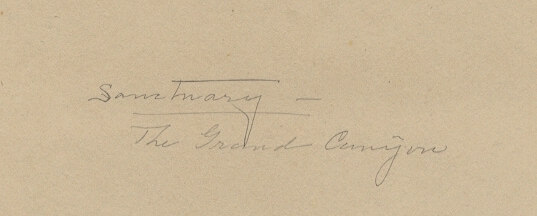 Sanctuary —
The Grand Canyon